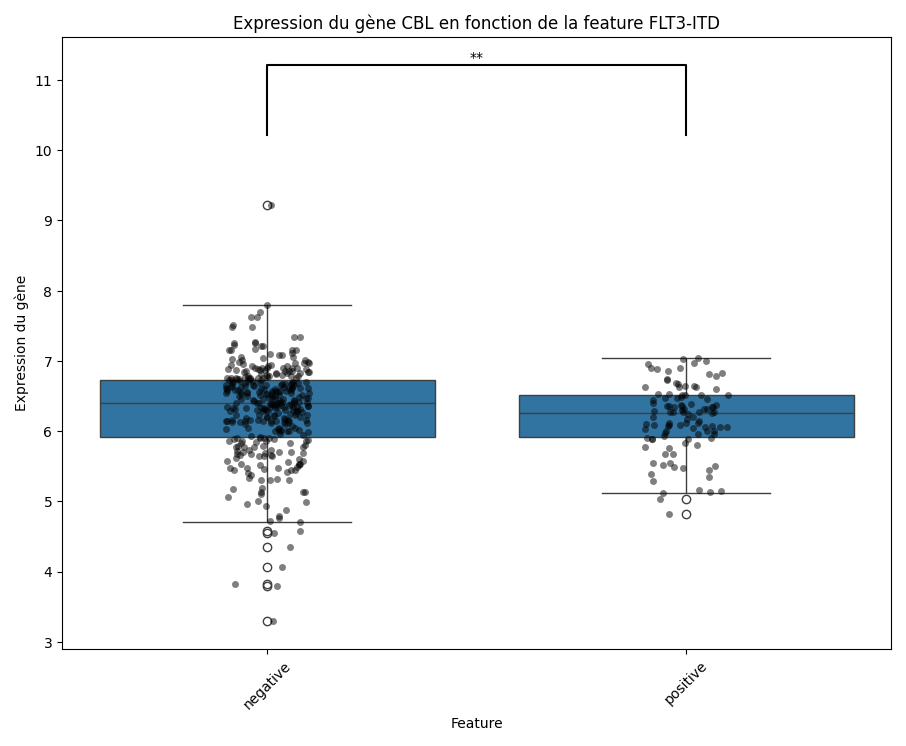 Expression du gène CBL en fonction de la feature FLT3-ITD
**
11
10
9
8
7
6
5
4
3
Expression du gène
negative
positive
Feature